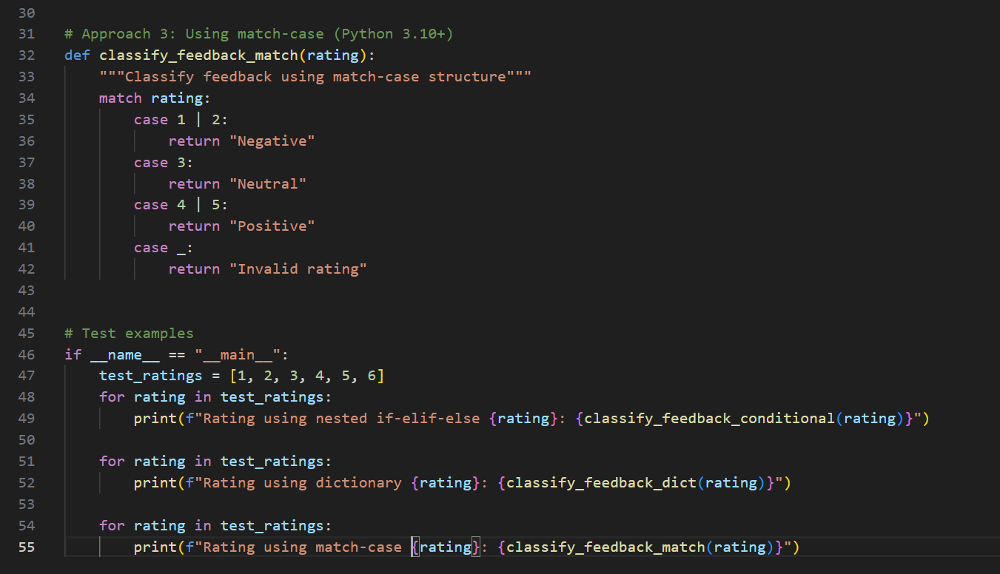 30
31 # Approach 3: Using match-case (Python 3.10+)
32 def classify_feedback_match(rating):
33     """Classify feedback using match-case structure"""
34     match rating:
35         case 1 | 2:
36             return "Negative"
37         case 3:
38             return "Neutral"
39         case 4 | 5:
40             return "Positive"
41         case _:
42             return "Invalid rating"
43
44
45 # Test examples
46 if __name__ == "__main__":
47     test_ratings = [1, 2, 3, 4, 5, 6]
48     for rating in test_ratings:
49         print(f"Rating using nested if-elif-else {rating}: {classify_feedback_conditional(rating)}")
50
51     for rating in test_ratings:
52         print(f"Rating using dictionary {rating}: {classify_feedback_dict(rating)}")
53
54     for rating in test_ratings:
55         print(f"Rating using match-case {rating}: {classify_feedback_match(rating)}")